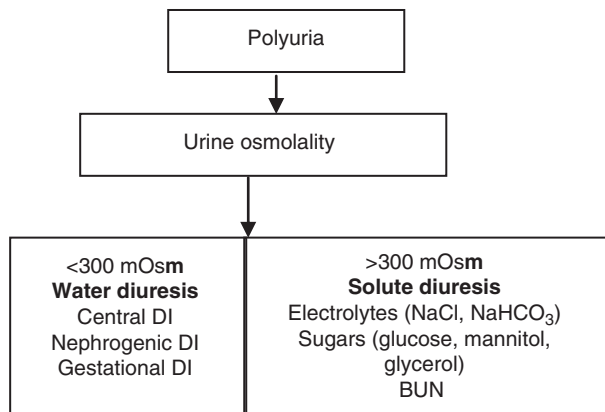 Polyuria
Urine osmolality
<300 mOsm
Water diuresis
Central DI
Nephrogenic DI
Gestational DI
>300 mOsm
Solute diuresis
Electrolytes (NaCl, NaHCO₃)
Sugars (glucose, mannitol,
glycerol)
BUN